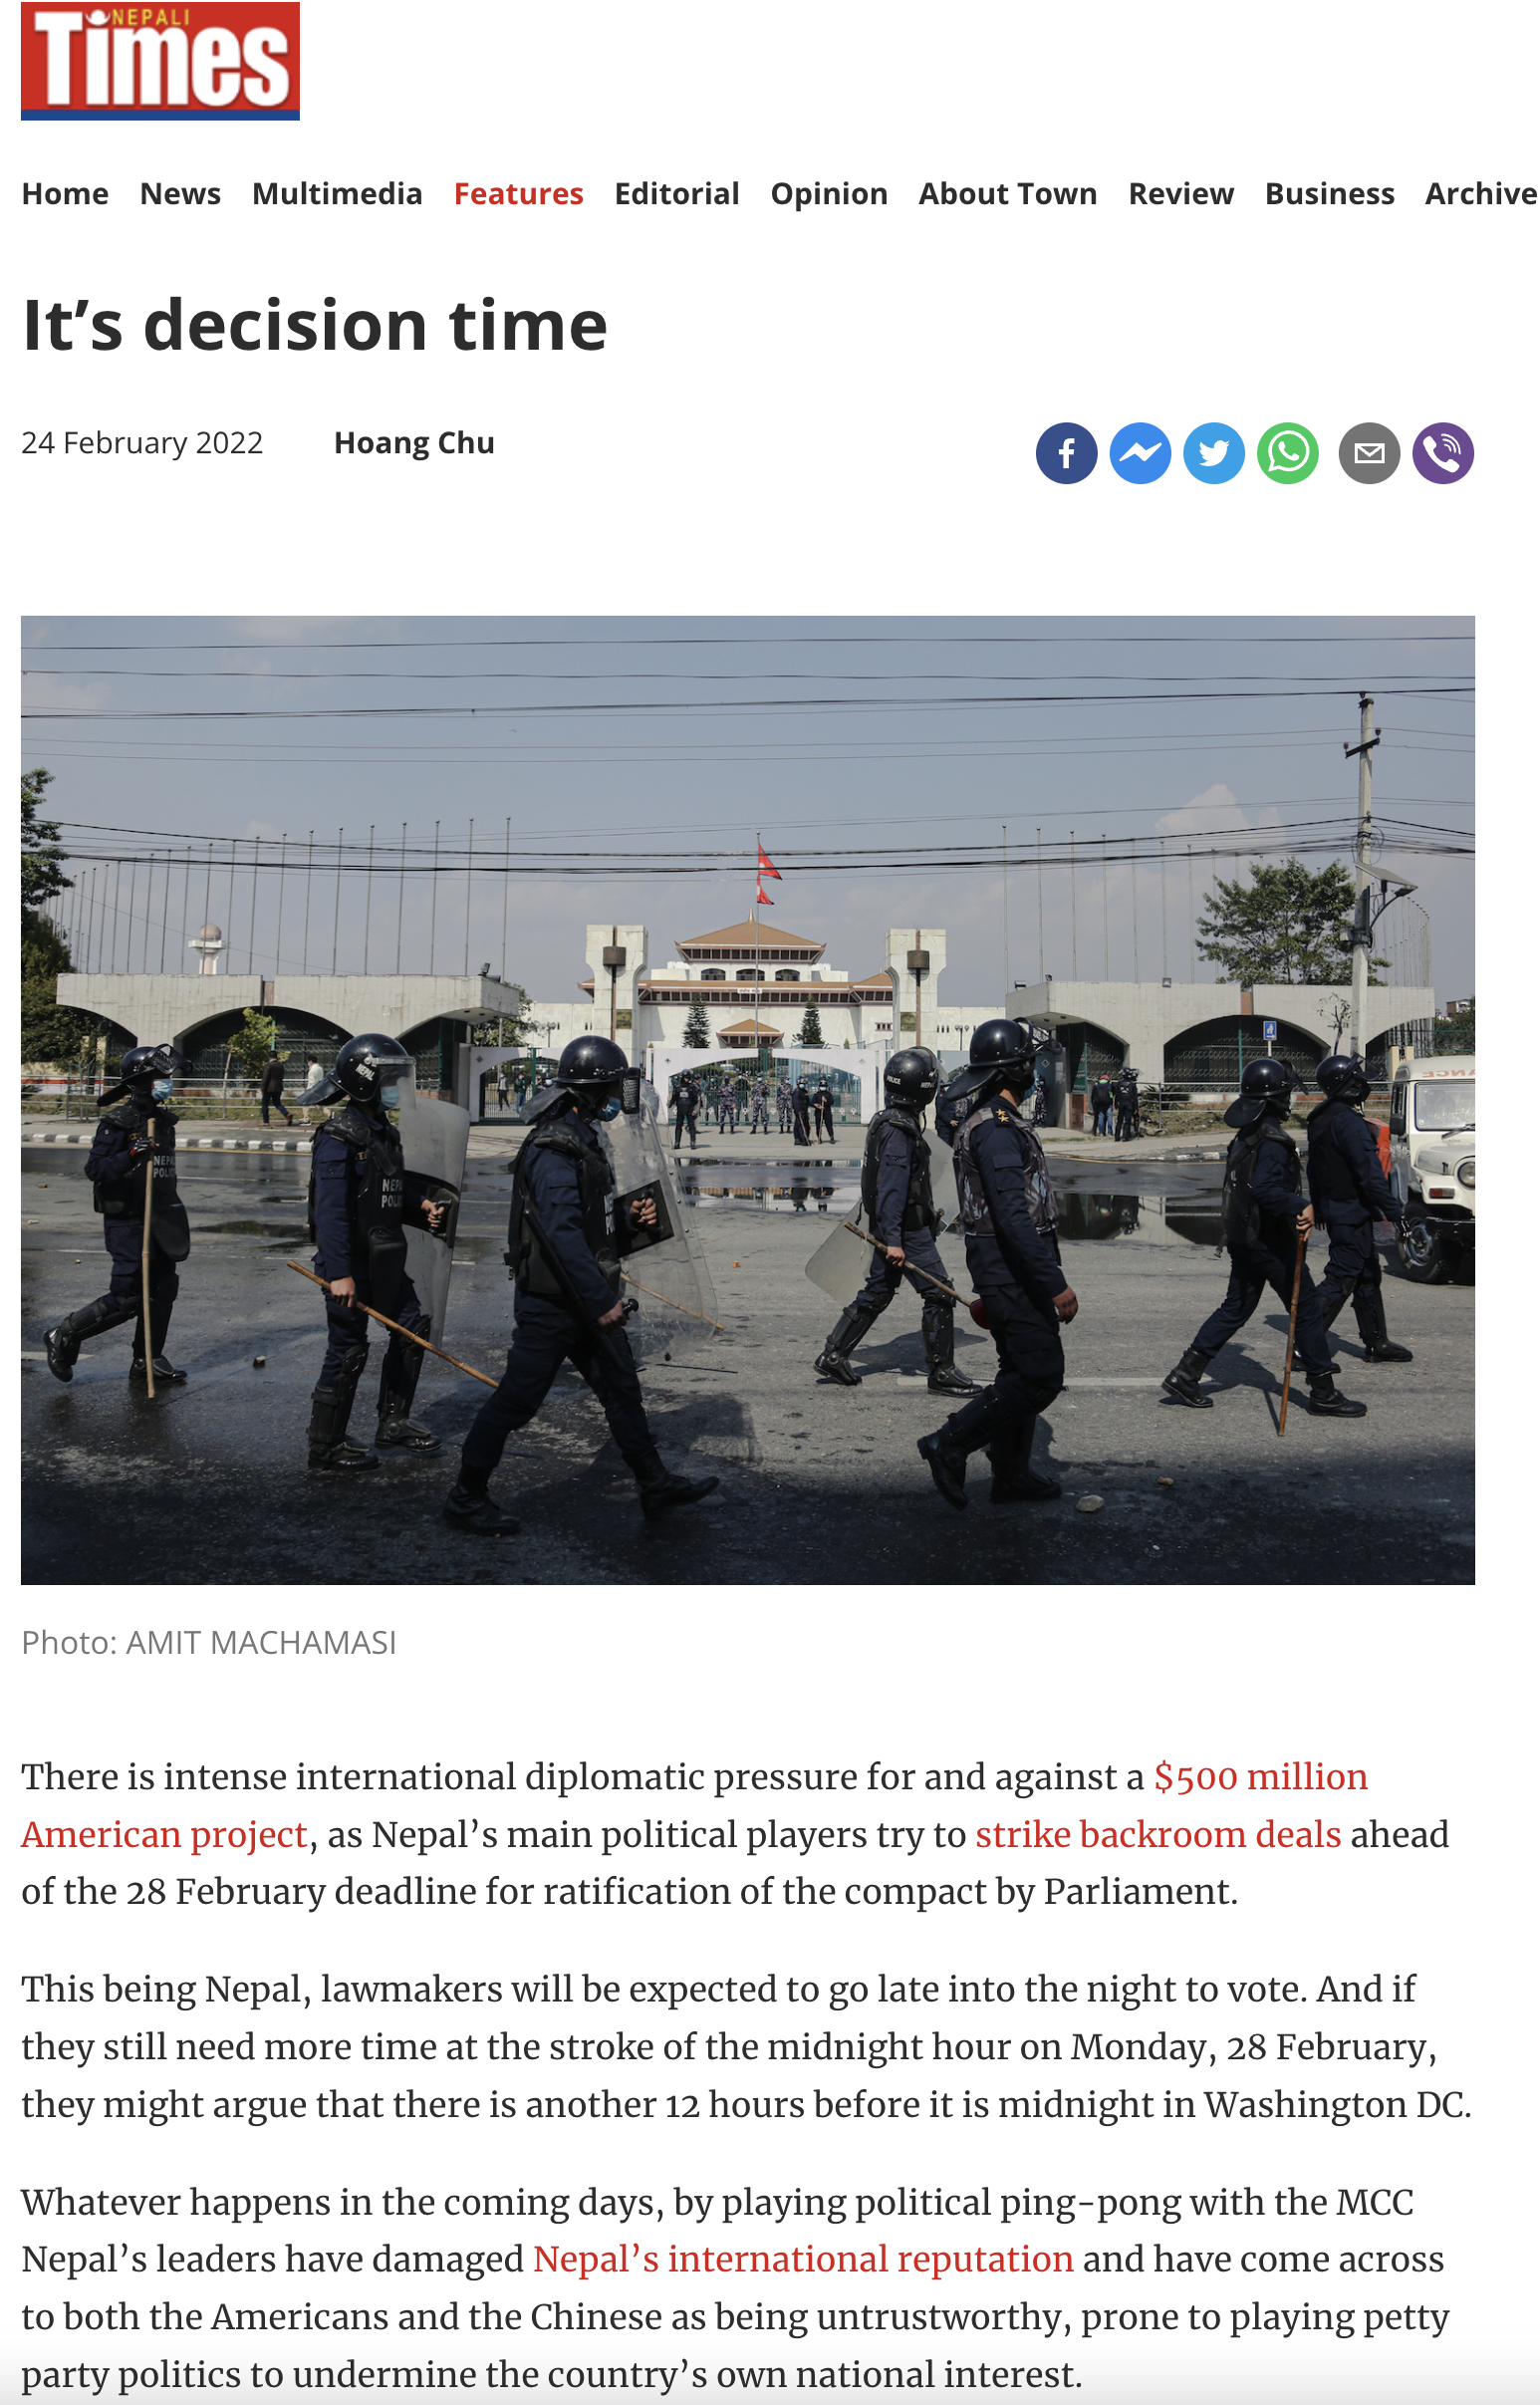 NEPALI
Times
Home News Multimedia Features Editorial Opinion About Town Review Business Archive
It’s decision time
24 February 2022 Hoang Chu
NEPAL
POLICE
NEPAL
NEPA
POLIC
NEPA
POLIC
Photo: AMIT MACHAMASI
There is intense international diplomatic pressure for and against a $500 million
American project, as Nepal’s main political players try to strike backroom deals ahead
of the 28 February deadline for ratification of the compact by Parliament.
This being Nepal, lawmakers will be expected to go late into the night to vote. And if
they still need more time at the stroke of the midnight hour on Monday, 28 February,
they might argue that there is another 12 hours before it is midnight in Washington DC.
Whatever happens in the coming days, by playing political ping-pong with the MCC
Nepal’s leaders have damaged Nepal’s international reputation and have come across
to both the Americans and the Chinese as being untrustworthy, prone to playing petty
party politics to undermine the country’s own national interest.